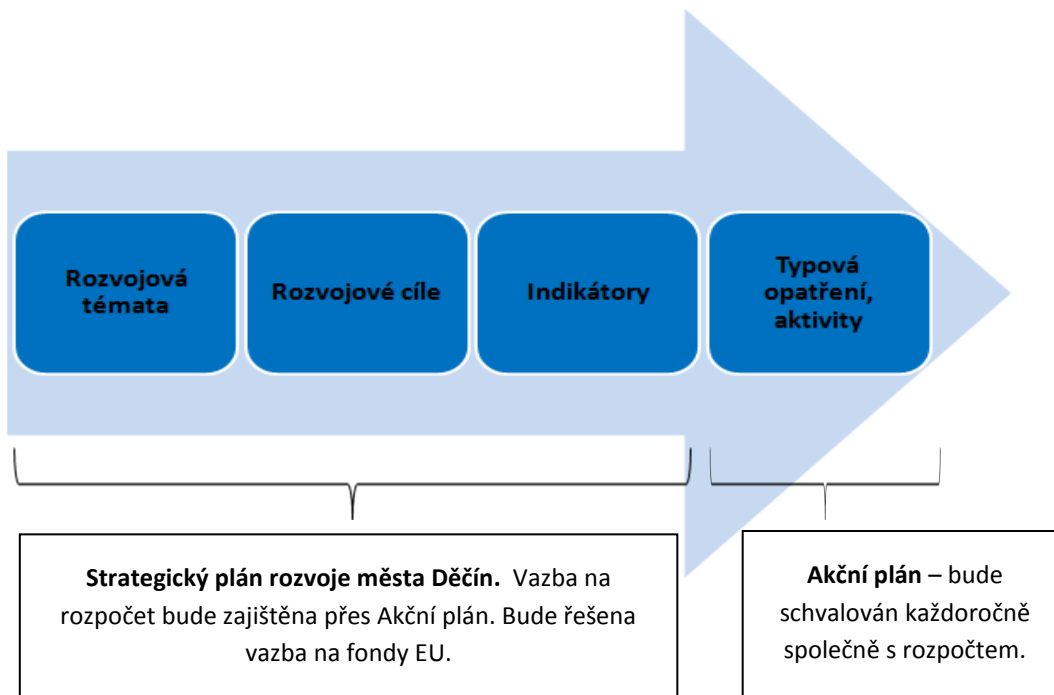 Rozvojová
témata
Rozvojové cíle
Indikátory
Typová
opatření,
aktivity
Strategický plán rozvoje města Děčín. Vazba na
rozpočet bude zajištěna přes Akční plán. Bude řešena
vazba na fondy EU.
Akční plán – bude
schvalován každoročně
společně s rozpočtem.